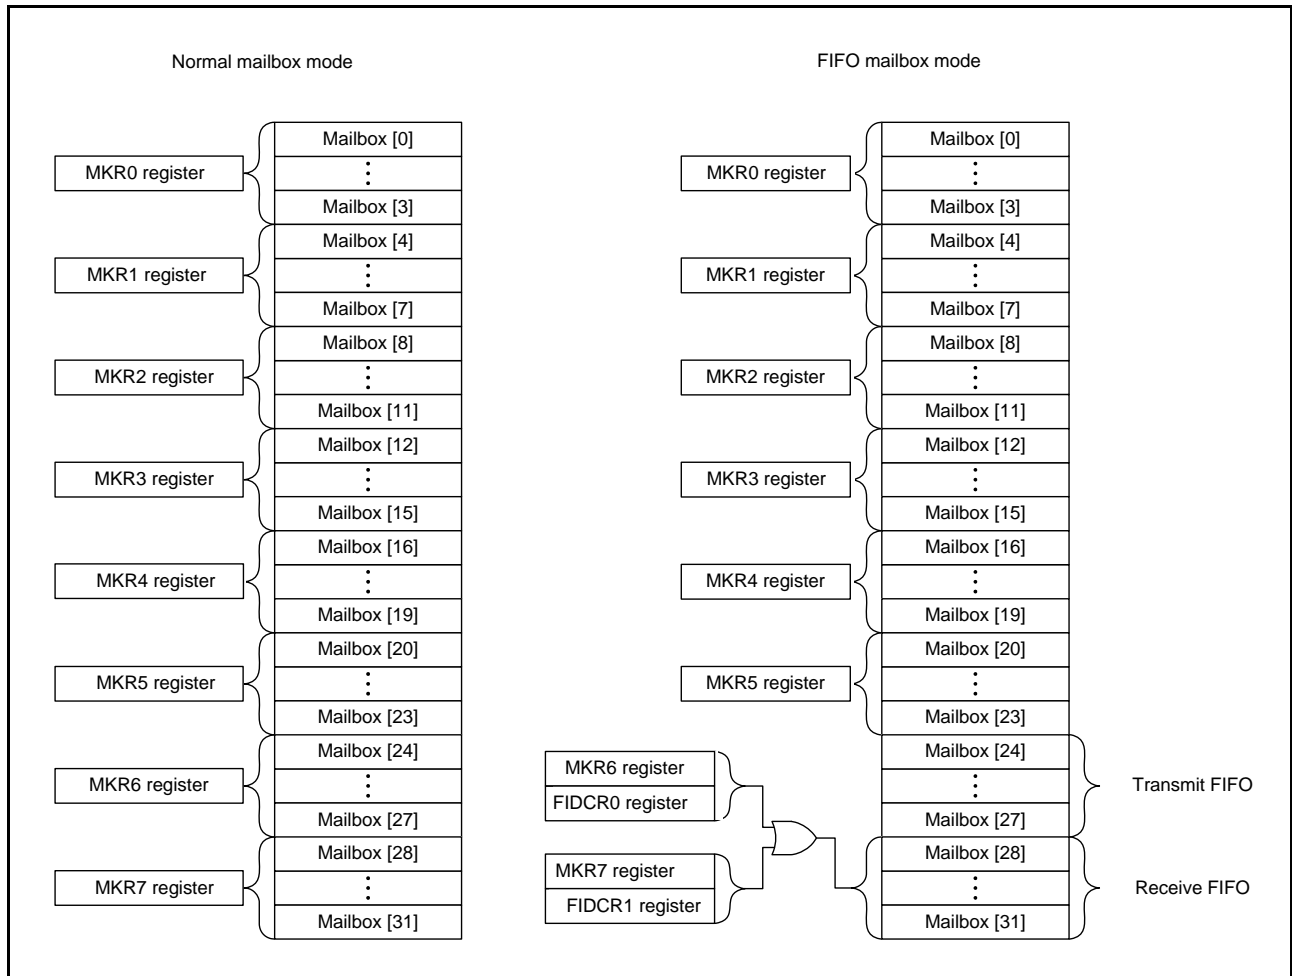 Normal mailbox mode
MKR0 register
Mailbox [0]
Mailbox [3]
MKR1 register
Mailbox [4]
Mailbox [7]
MKR2 register
Mailbox [8]
Mailbox [11]
MKR3 register
Mailbox [12]
Mailbox [15]
MKR4 register
Mailbox [16]
Mailbox [19]
MKR5 register
Mailbox [20]
Mailbox [23]
MKR6 register
Mailbox [24]
Mailbox [27]
MKR7 register
Mailbox [28]
Mailbox [31]
FIFO mailbox mode
MKR0 register
Mailbox [0]
Mailbox [3]
MKR1 register
Mailbox [4]
Mailbox [7]
MKR2 register
Mailbox [8]
Mailbox [11]
MKR3 register
Mailbox [12]
Mailbox [15]
MKR4 register
Mailbox [16]
Mailbox [19]
MKR5 register
Mailbox [20]
Mailbox [23]
MKR6 register
FIDCR0 register
MKR7 register
FIDCR1 register
Mailbox [24]
Mailbox [27]
Transmit FIFO
Mailbox [28]
Mailbox [31]
Receive FIFO